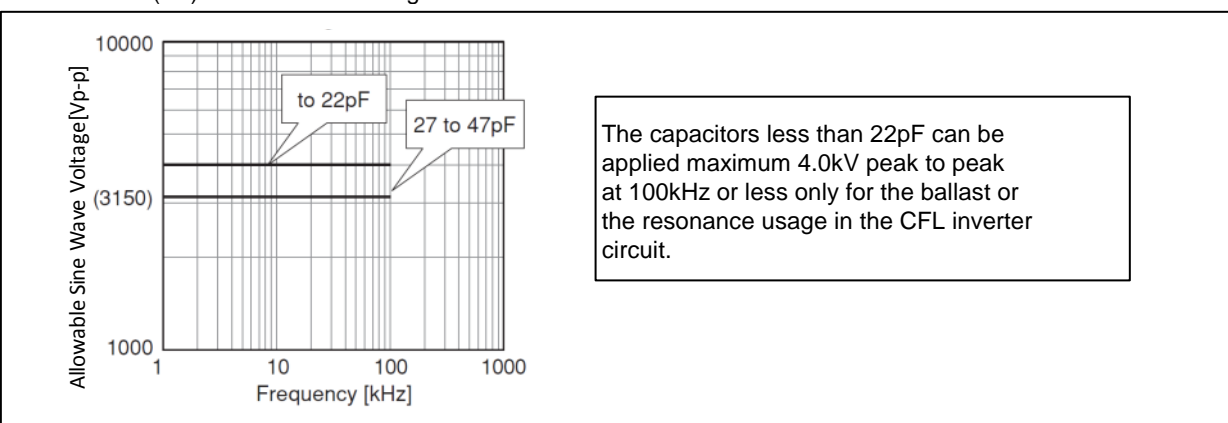 10000
to 22pF
27 to 47pF
(3150)
1000
1
10
100
1000
Allowable Sine Wave Voltage[Vp-p]
Frequency [kHz]
The capacitors less than 22pF can be
applied maximum 4.0kV peak to peak
at 100kHz or less only for the ballast or
the resonance usage in the CFL inverter
circuit.